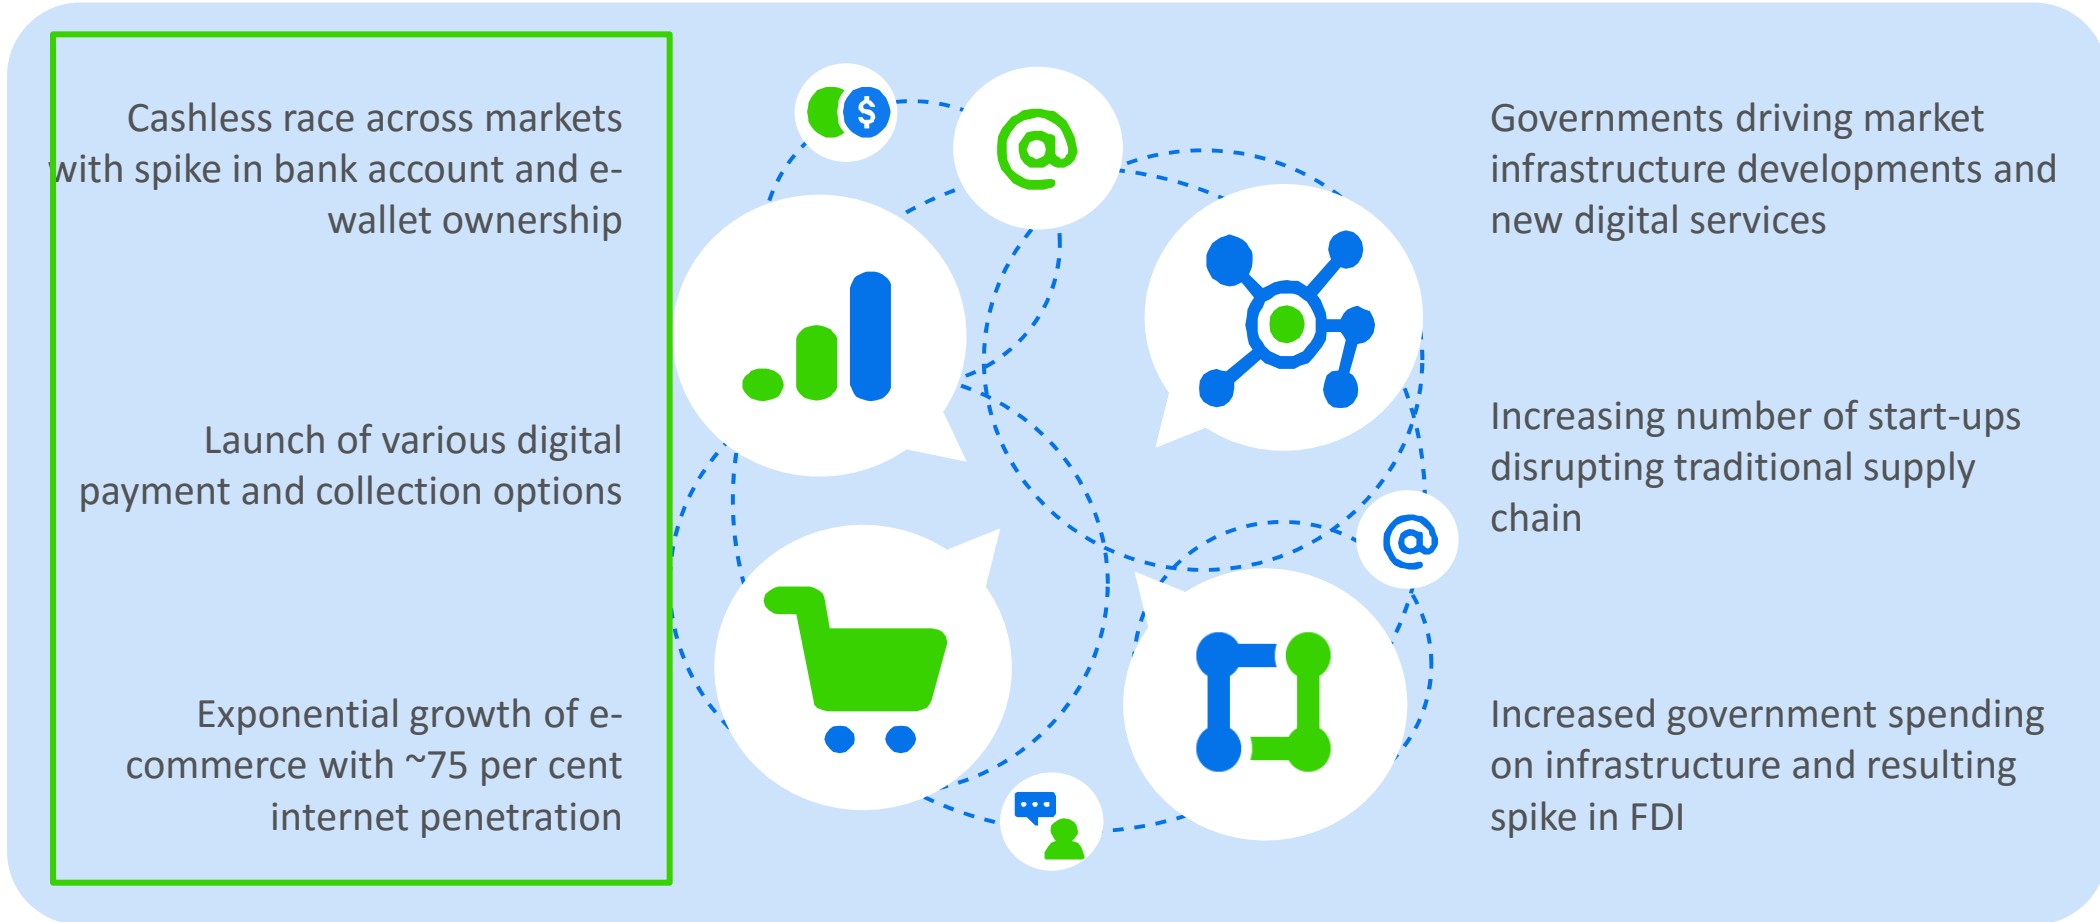 Cashless race across markets
with spike in bank account and e-
wallet ownership
Launch of various digital
payment and collection options
Exponential growth of e-
commerce with ~75 per cent
internet penetration
$
@
@
Governments driving market
infrastructure developments and
new digital services
Increasing number of start-ups
disrupting traditional supply
chain
Increased government spending
on infrastructure and resulting
spike in FDI